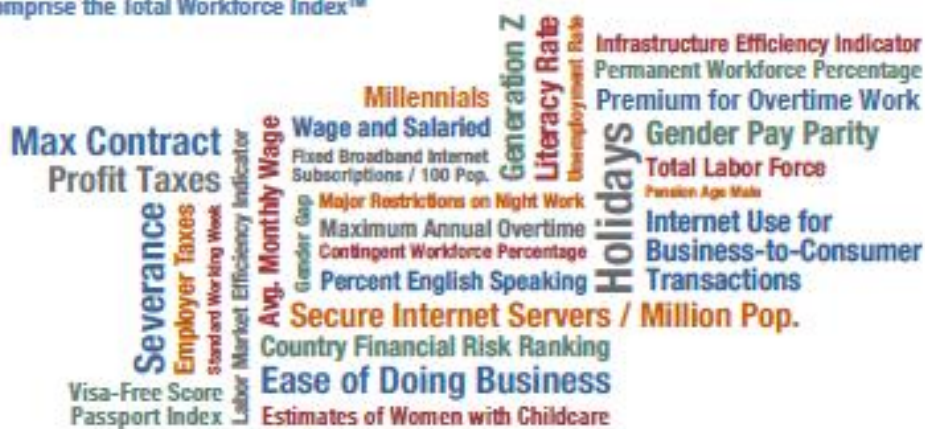 omprise the Total Workforce Index™
Generation Z
Literacy Rate
Unemployment Rate
Infrastructure Efficiency Indicator
Permanent Workforce Percentage
Premium for Overtime Work
Millennials
Wage and Salaried
Fixed Broadband Internet
Subscriptions / 100 Pop.
Max Contract
Profit Taxes
Labor Market Efficiency Indicator
Avg. Monthly Wage
Holidays
Gender Pay Parity
Total Labor Force
Pension Age Male
Internet Use for
Business-to-Consumer
Transactions
Gender Gap
Major Restrictions on Night Work
Maximum Annual Overtime
Contingent Workforce Percentage
Percent English Speaking
Severance
Employer Taxes
Standard Working Week
Secure Internet Servers / Million Pop.
Country Financial Risk Ranking
Ease of Doing Business
Visa-Free Score
Passport Index
Estimates of Women with Childcare